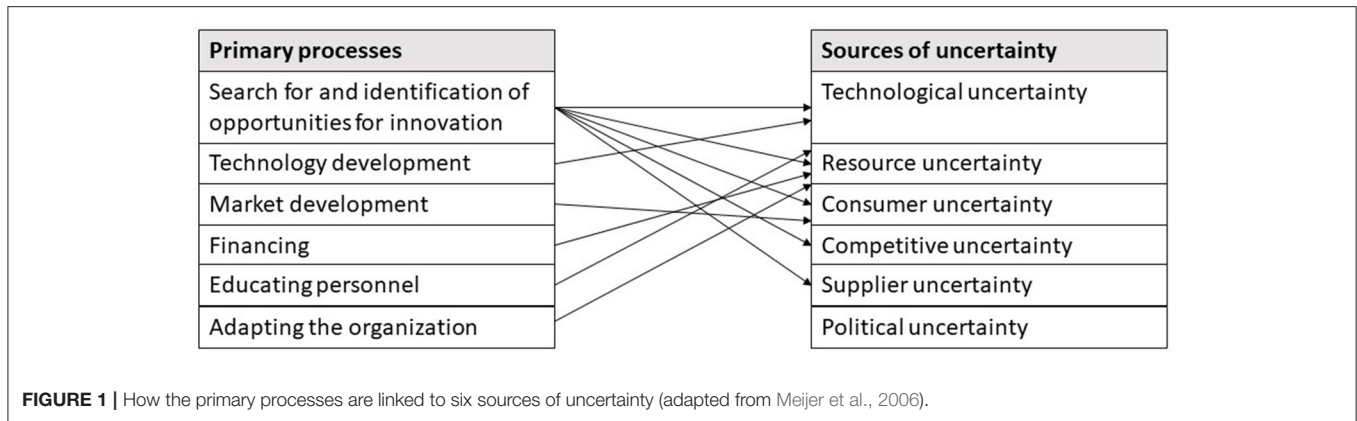 Primary processes
Search for and identification of
opportunities for innovation
Technology development
Market development
Financing
Educating personnel
Adapting the organization
Sources of uncertainty
Technological uncertainty
Resource uncertainty
Consumer uncertainty
Competitive uncertainty
Supplier uncertainty
Political uncertainty
FIGURE 1 | How the primary processes are linked to six sources of uncertainty (adapted from Meijer et al., 2006).